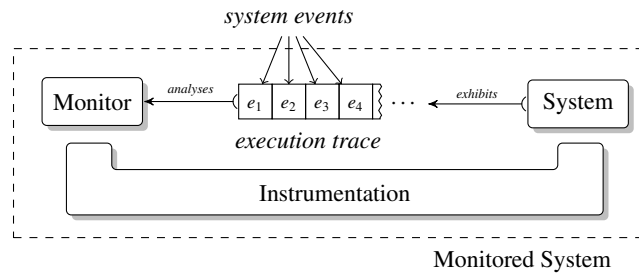 system events
Monitor
analyses
e1 e2 e3 e4 ...
exhibits
System
execution trace
Instrumentation
Monitored System